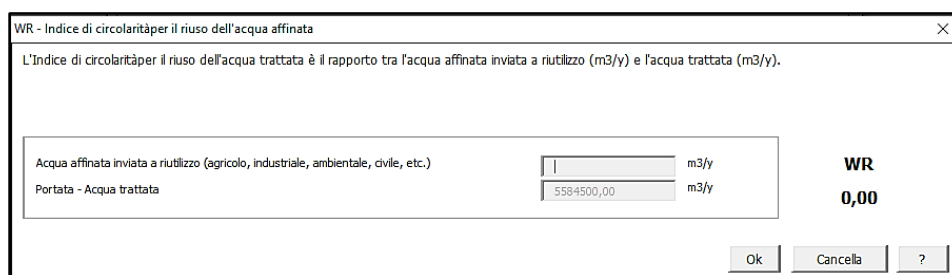 WR - Indice di circolaritàper il riuso dell'acqua affinata
L'Indice di circolaritàper il riuso dell'acqua trattata è il rapporto tra l'acqua affinata inviata a riutilizzo (m3/y) e l'acqua trattata (m3/y).
Acqua affinata inviata a riutilizzo (agricolo, industriale, ambientale, civile, etc.) m3/y
Portata - Acqua trattata 5584500,00 m3/y
WR
0,00
Ok Cancella ?